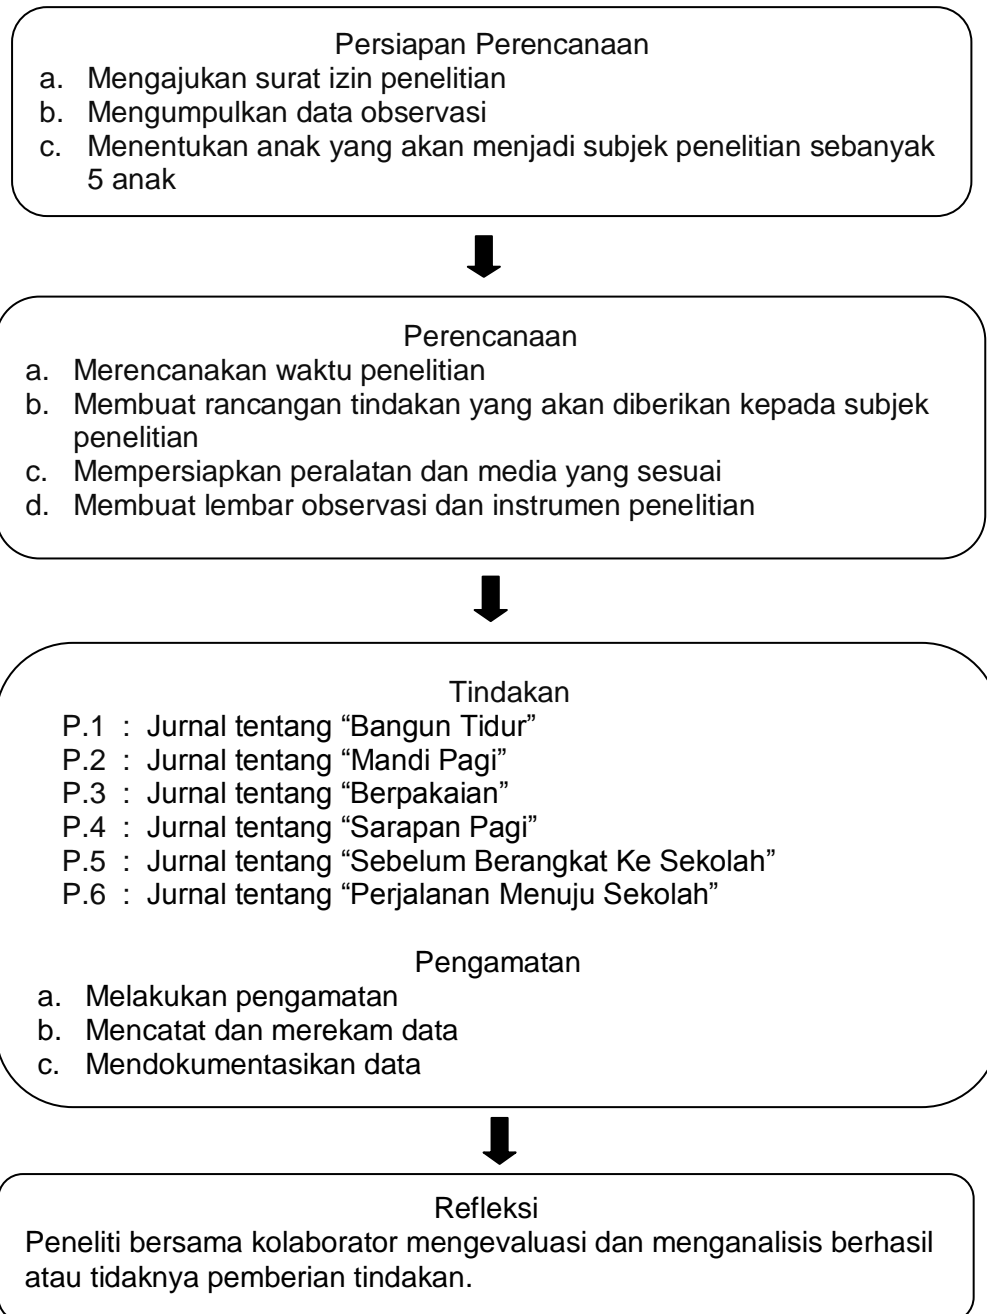 Persiapan Perencanaan
a. Mengajukan surat izin penelitian
b. Mengumpulkan data observasi
c. Menentukan anak yang akan menjadi subjek penelitian sebanyak
5 anak
Perencanaan
a. Merencanakan waktu penelitian
b. Membuat rancangan tindakan yang akan diberikan kepada subjek
penelitian
c. Mempersiapkan peralatan dan media yang sesuai
d. Membuat lembar observasi dan instrumen penelitian
Tindakan
P.1 : Jurnal tentang “Bangun Tidur”
P.2 : Jurnal tentang “Mandi Pagi”
P.3 : Jurnal tentang “Berpakaian”
P.4 : Jurnal tentang “Sarapan Pagi”
P.5 : Jurnal tentang “Sebelum Berangkat Ke Sekolah”
P.6 : Jurnal tentang “Perjalanan Menuju Sekolah”
Pengamatan
a. Melakukan pengamatan
b. Mencatat dan merekam data
c. Mendokumentasikan data
Refleksi
Peneliti bersama kolaborator mengevaluasi dan menganalisis berhasil
atau tidaknya pemberian tindakan.